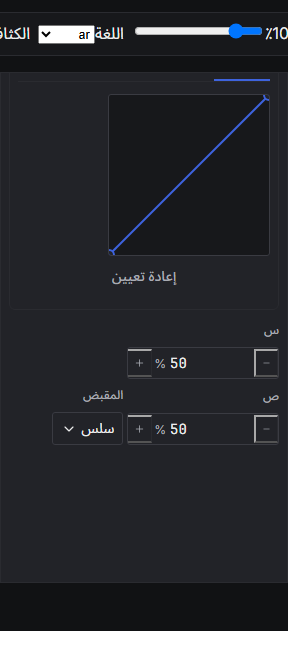 ٪10 اللغة ar الكثا
إعادة تعيين
س
− 50 % +
ص المقبض
− 50 % + سلس